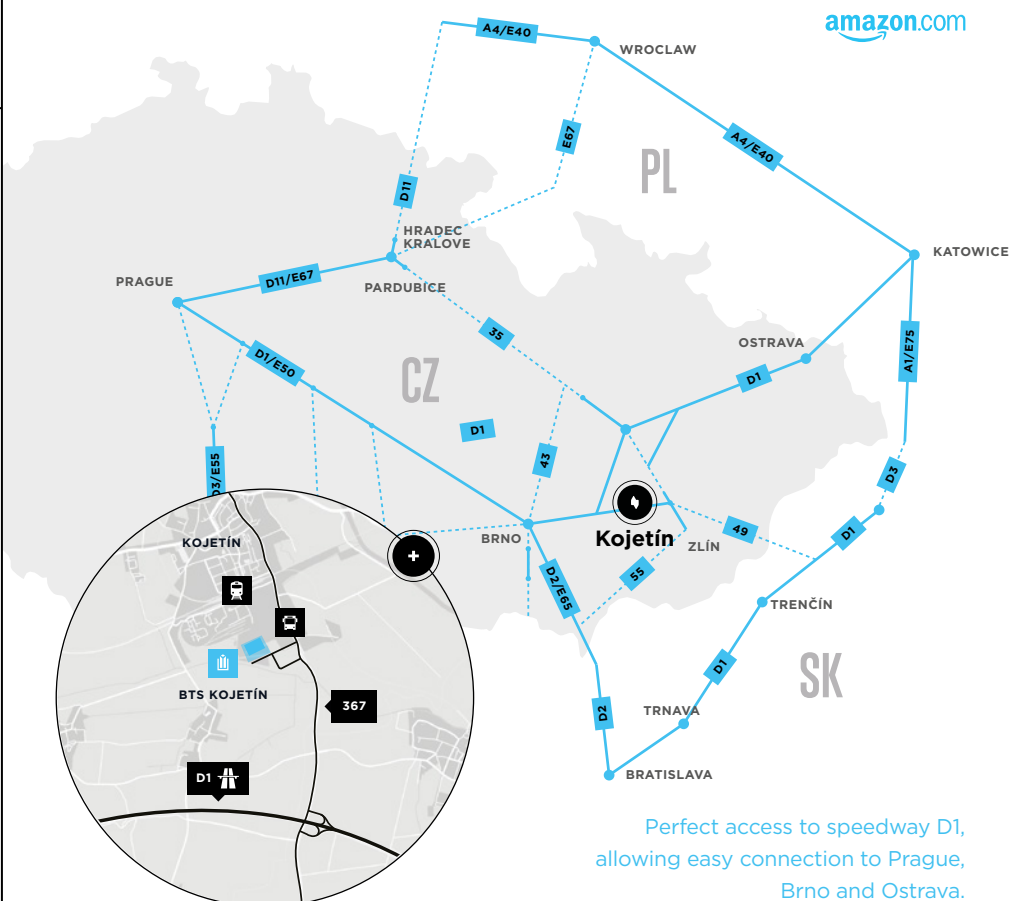 amazon.com
A4/E40
WROCLAW
E67
A4/E40
PL
D11
HRADEC
KRALOVE
KATOWICE
D11/E67
PRAGUE
PARDUBICE
35
OSTRAVA
A1/E75
D1/E50
CZ
D1
D1
43
D3/E55
D3
KOJETÍN
BRNO
Kojetín
ZLÍN
49
D1
D2/E65
55
TRENČÍN
BTS KOJETÍN
367
D1
SK
D2
TRNAVA
D1
BRATISLAVA
Perfect access to speedway D1,
allowing easy connection to Prague,
Brno and Ostrava.